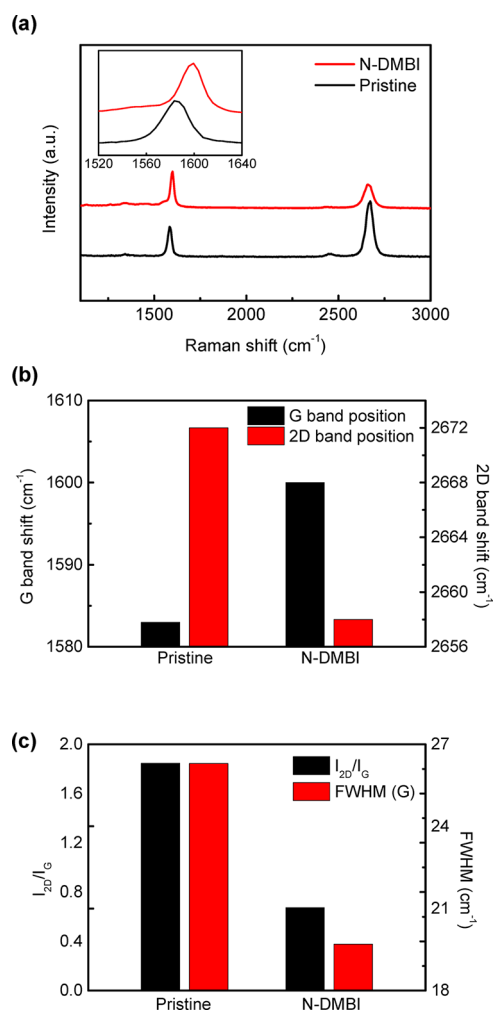 (a)
N-DMBI
Pristine
1520 1560 1600 1640
Intensity (a.u.)
1500 2000 2500 3000
Raman shift (cm⁻¹)
(b)
1610
1600
1590
1580
G band shift (cm⁻¹)
G band position
2D band position
2672
2668
2664
2660
2656
2D band shift (cm⁻¹)
Pristine N-DMBI
(c)
2.0
1.6
1.2
0.8
0.4
0.0
I₂D/IG
I₂D/IG
FWHM (G)
27
24
21
18
FWHM (cm⁻¹)
Pristine N-DMBI